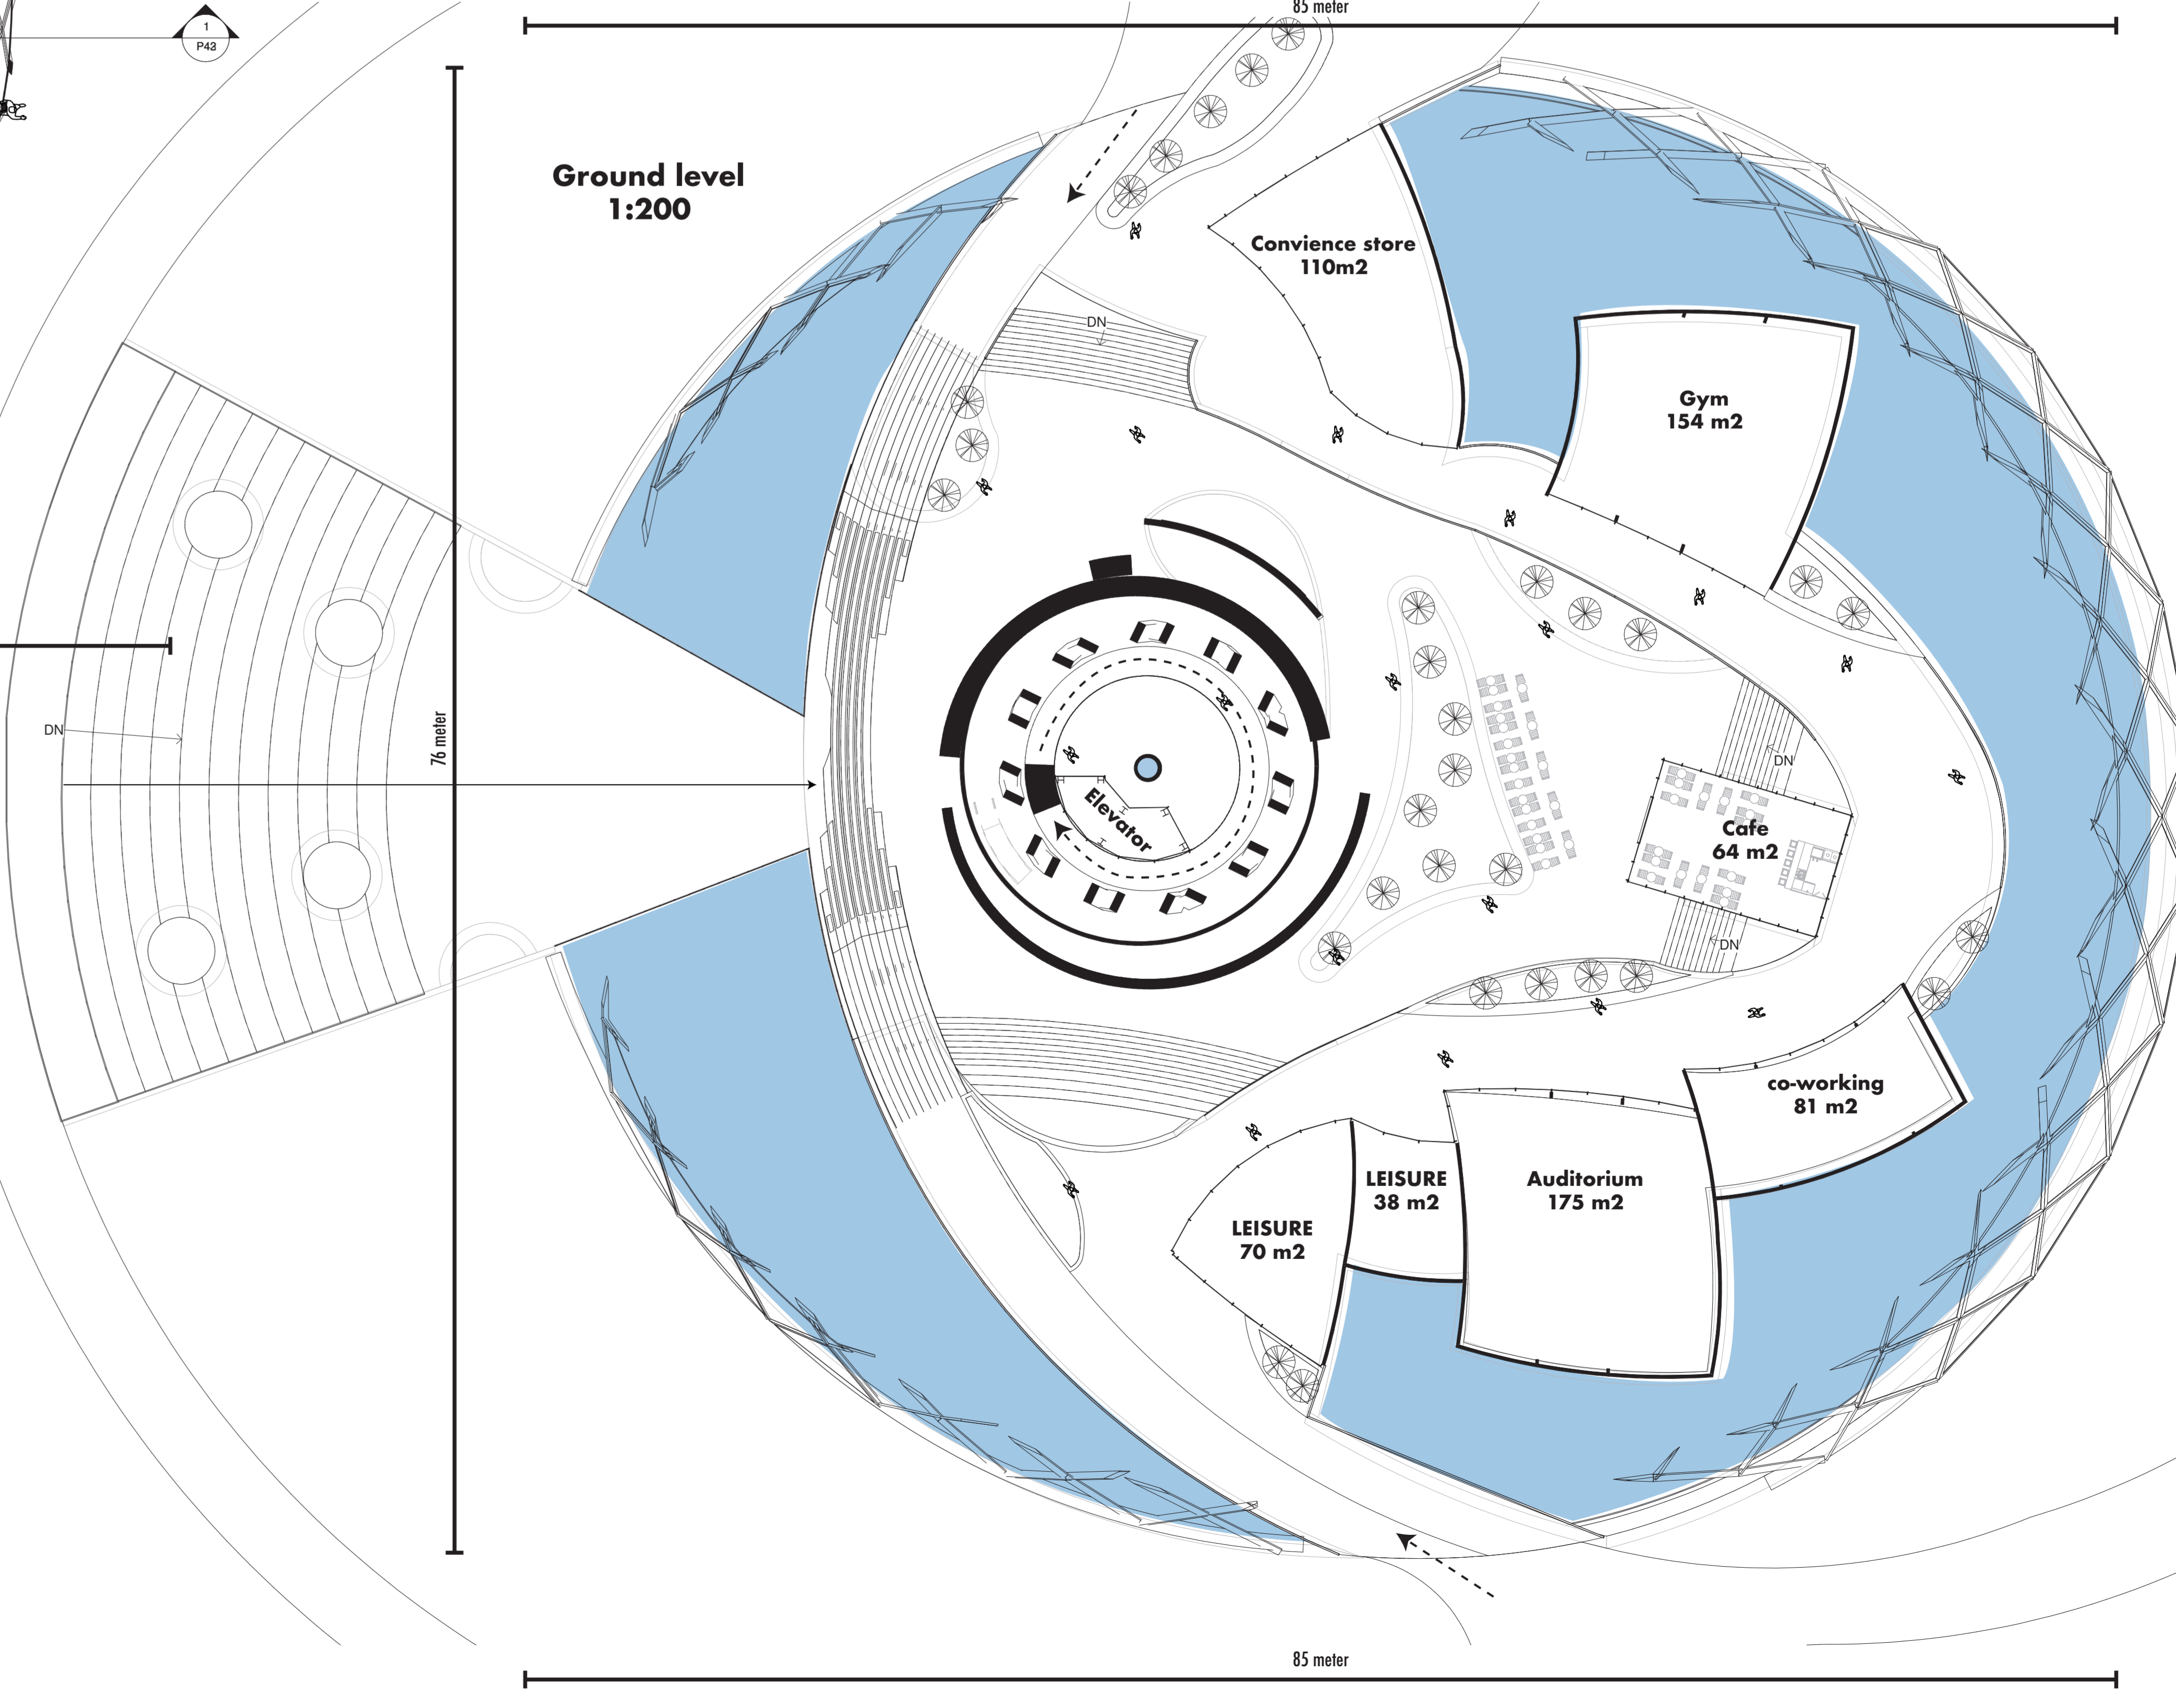 85 meter
1
P43
Ground level
1:200
Convience store
110m2
DN
Gym
154 m2
76 meter
DN
DN
Elevator
Cafe
64 m2
DN
co-working
81 m2
LEISURE
38 m2
Auditorium
175 m2
LEISURE
70 m2
85 meter